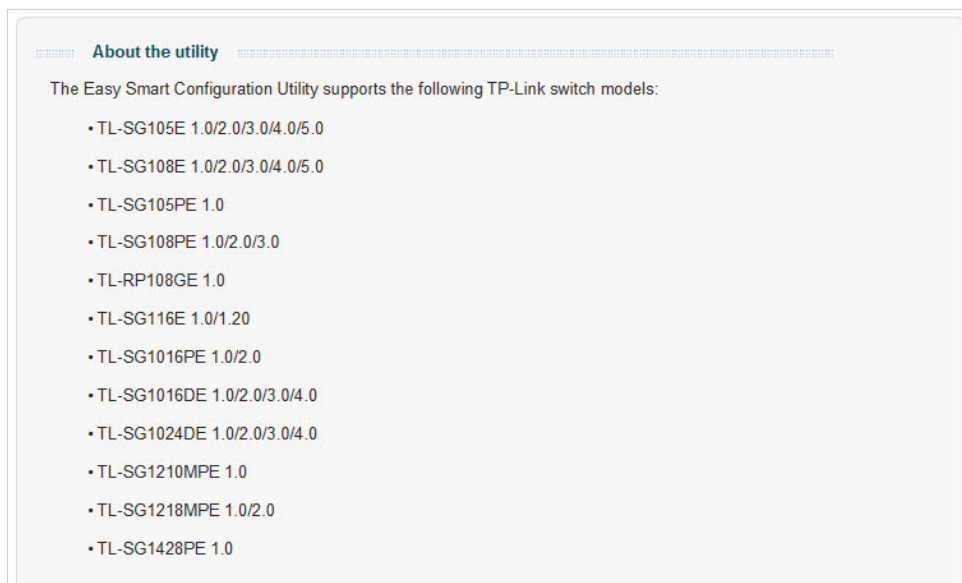 About the utility
The Easy Smart Configuration Utility supports the following TP-Link switch models:
• TL-SG105E 1.0/2.0/3.0/4.0/5.0
• TL-SG108E 1.0/2.0/3.0/4.0/5.0
• TL-SG105PE 1.0
• TL-SG108PE 1.0/2.0/3.0
• TL-RP108GE 1.0
• TL-SG116E 1.0/1.20
• TL-SG1016PE 1.0/2.0
• TL-SG1016DE 1.0/2.0/3.0/4.0
• TL-SG1024DE 1.0/2.0/3.0/4.0
• TL-SG1210MPE 1.0
• TL-SG1218MPE 1.0/2.0
• TL-SG1428PE 1.0